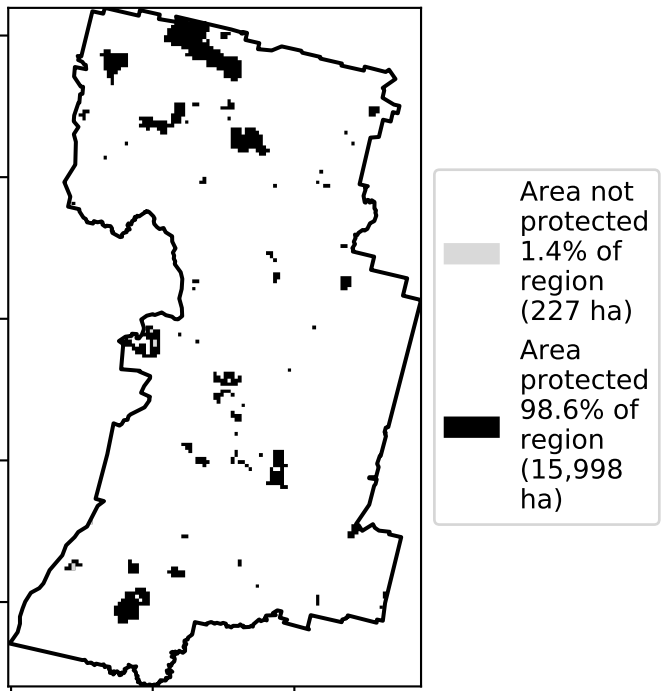 Area not
protected
1.4% of
region
(227 ha)
Area
protected
98.6% of
region
(15,998
ha)